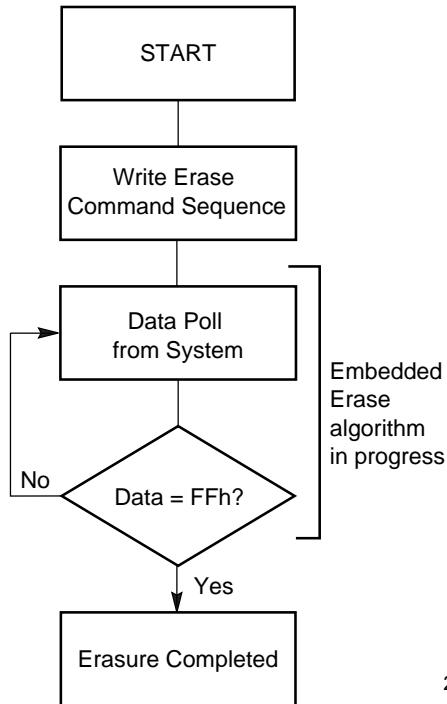 START
Write Erase
Command Sequence
Data Poll
from System
Embedded
Erase
algorithm
in progress
No
Data = FFh?
Yes
Erasure Completed
2